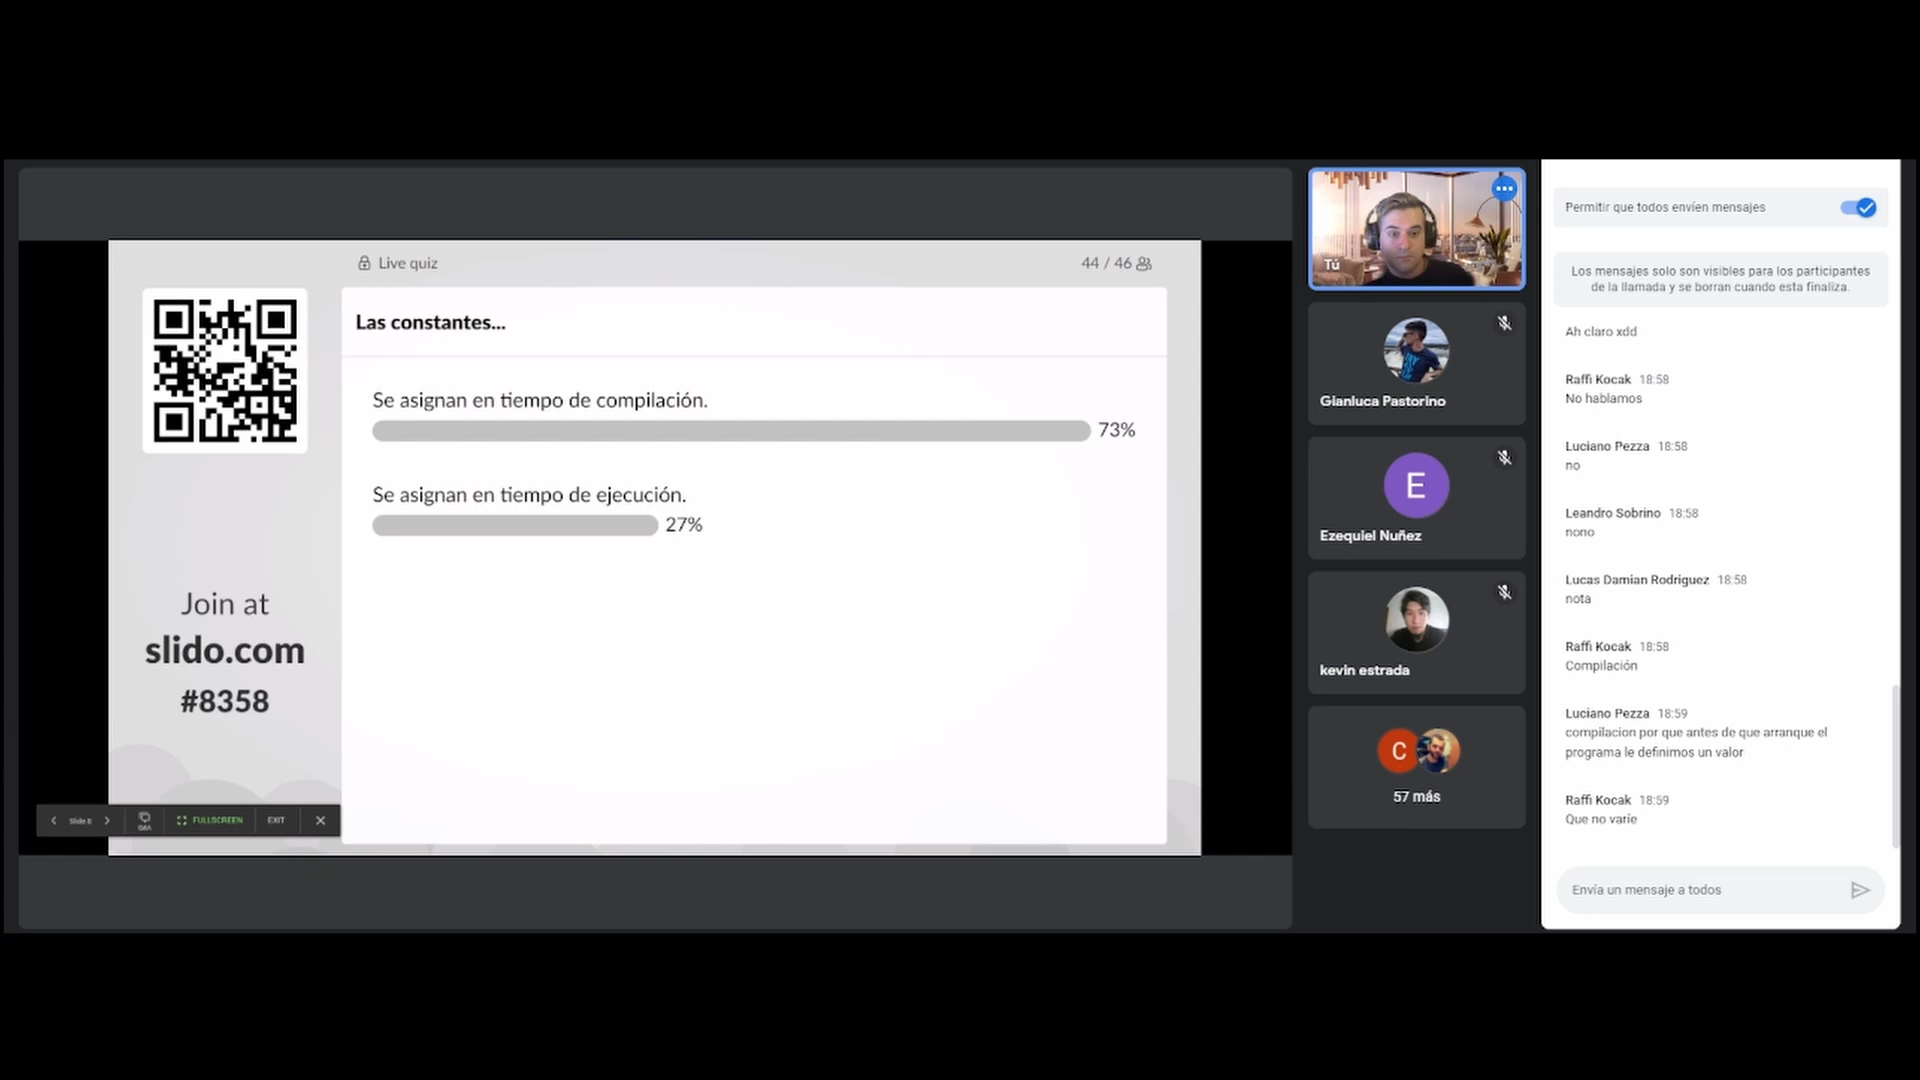 Live quiz
44 / 46
Las constantes...
Se asignan en tiempo de compilación.
73%
Se asignan en tiempo de ejecución.
27%
Join at
slido.com
#8358
Slide 8
Q&A
FULLSCREEN
EXIT
Tú
Gianluca Pastorino
E
Ezequiel Nuñez
kevin estrada
C
57 más
Permitir que todos envíen mensajes
Los mensajes solo son visibles para los participantes
de la llamada y se borran cuando esta finaliza.
Ah claro xdd
Raffi Kocak 18:58
No hablamos
Luciano Pezza 18:58
no
Leandro Sobrino 18:58
nono
Lucas Damian Rodriguez 18:58
nota
Raffi Kocak 18:58
Compilación
Luciano Pezza 18:59
compilacion por que antes de que arranque el
programa le definimos un valor
Raffi Kocak 18:59
Que no varíe
Envía un mensaje a todos